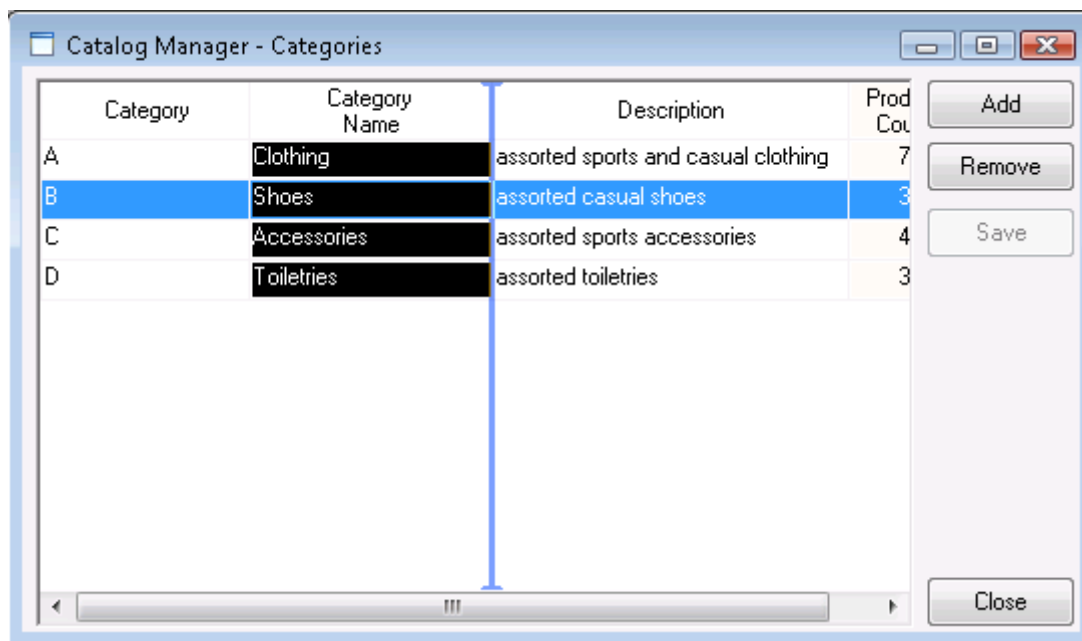 Catalog Manager - Categories
Category Category Name Description Prod Cou
A Clothing assorted sports and casual clothing 7
B Shoes assorted casual shoes 3
C Accessories assorted sports accessories 4
D Toiletries assorted toiletries 3
Add
Remove
Save
Close